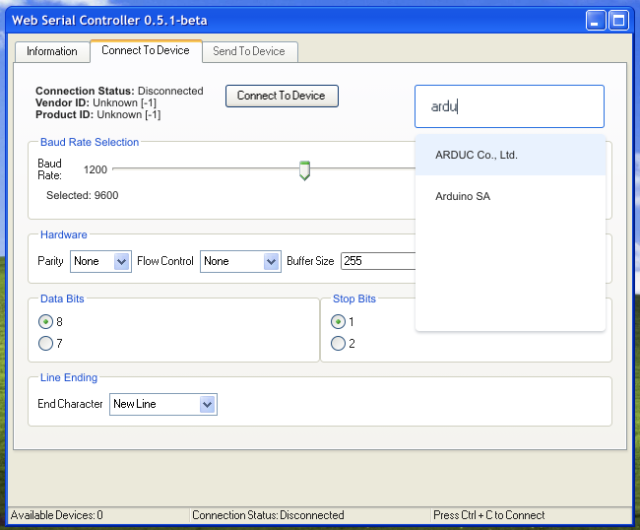 Web Serial Controller 0.5.1-beta
Information
Connect To Device
Send To Device
Connection Status: Disconnected
Vendor ID: Unknown [-1]
Product ID: Unknown [-1]
Connect To Device
ardu
ARDUC Co., Ltd.
Arduino SA
Baud Rate Selection
Baud
Rate:
1200
Selected: 9600
Hardware
Parity None Flow Control None Buffer Size 255
Data Bits
8
7
Stop Bits
1
2
Line Ending
End Character New Line
Available Devices: 0 Connection Status: Disconnected Press Ctrl + C to Connect